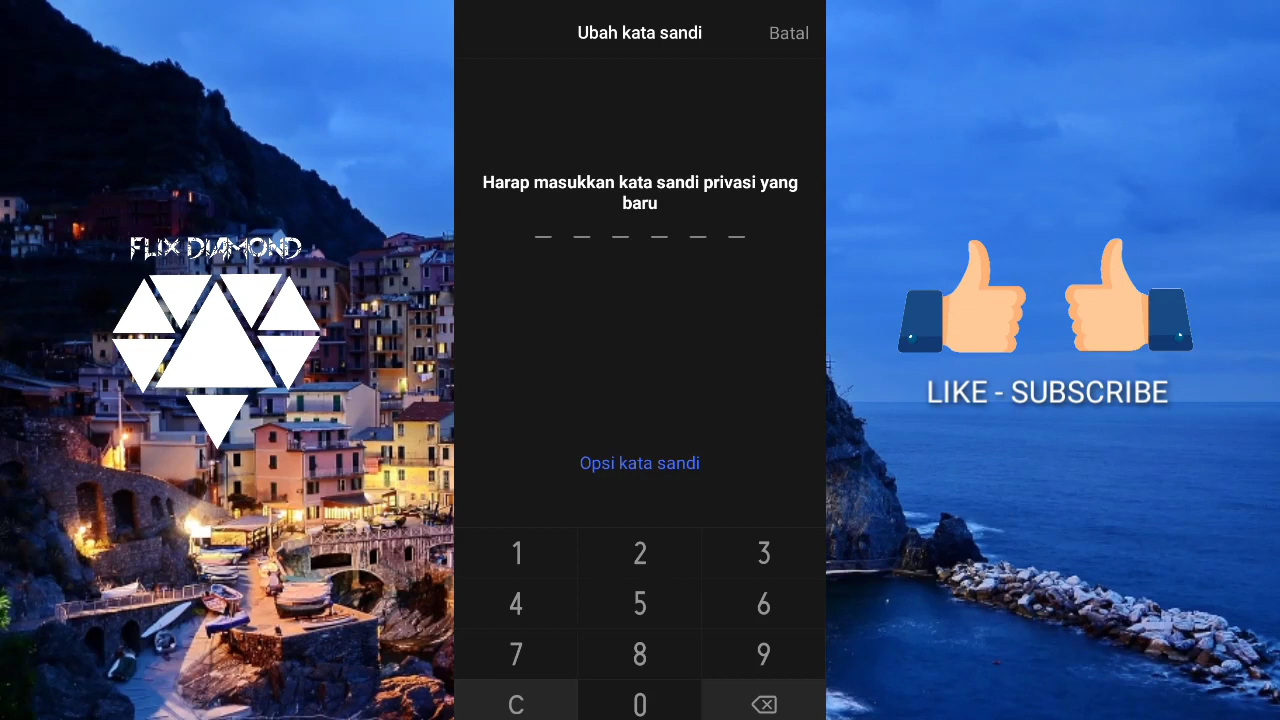 Ubah kata sandi
Batal
Harap masukkan kata sandi privasi yang
baru
FLIX DIAMOND
LIKE - SUBSCRIBE
Opsi kata sandi
1 2 3
4 5 6
7 8 9
C 0